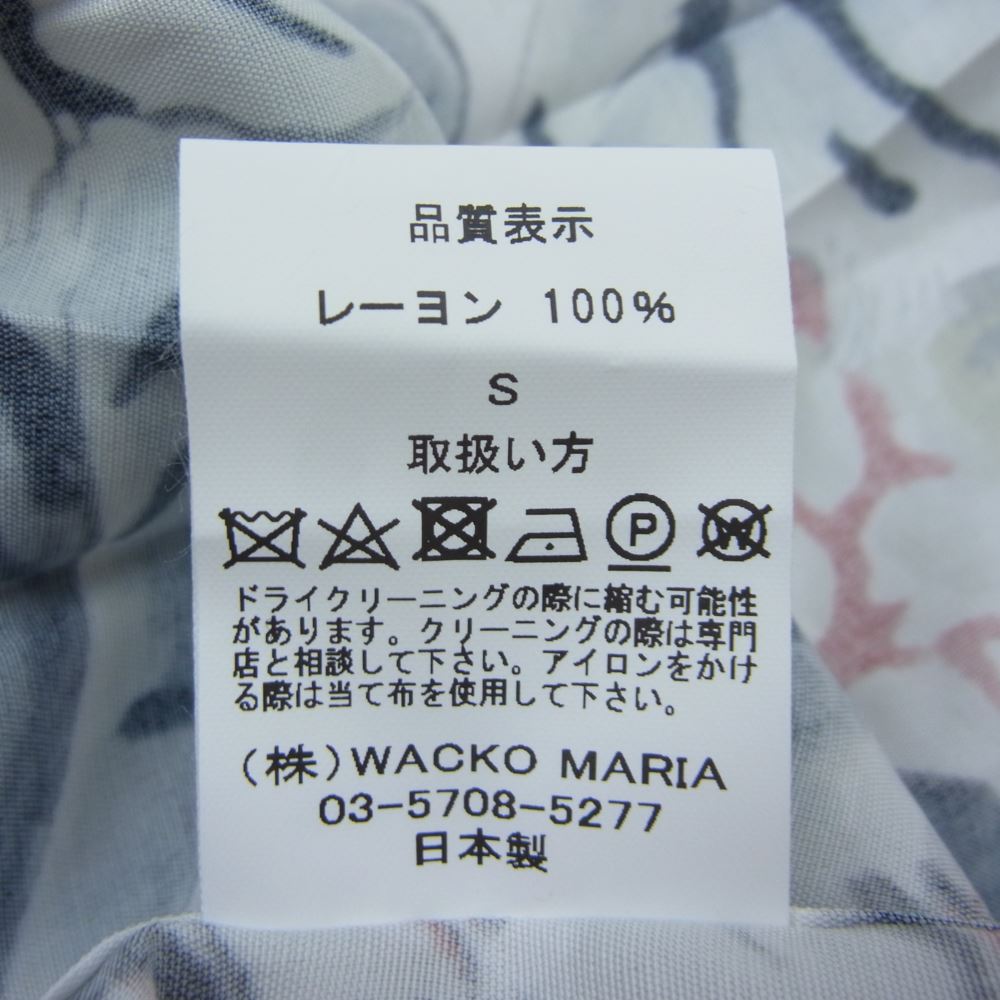 品質表示
レーヨン 100%
S
取扱い方
P W
ドライクリーニングの際に縮む可能性
があります。クリーニングの際は専門
店と相談して下さい。アイロンをかけ
る際は当て布を使用して下さい。
(株)WACKO MARIA
03-5708-5277
日本製